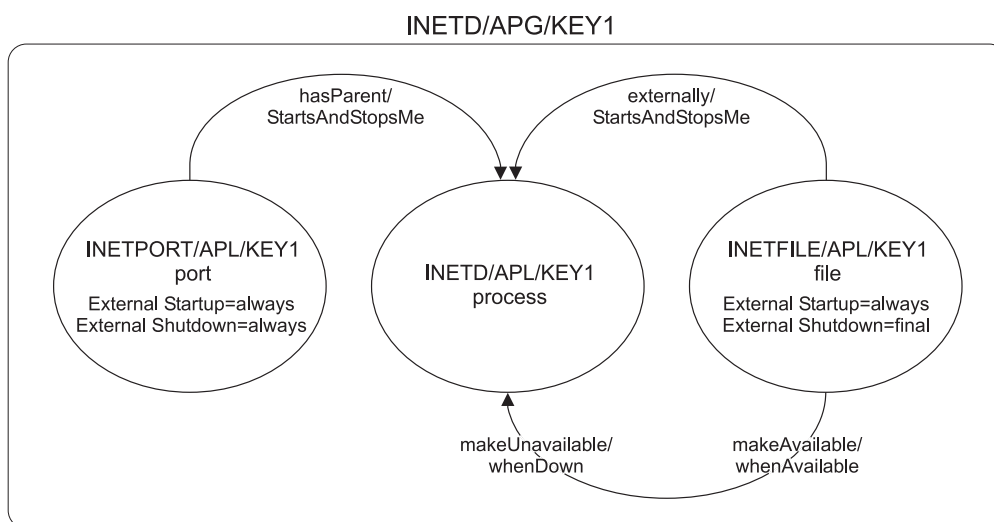 INETD/APG/KEY1
hasParent/
StartsAndStopsMe
externally/
StartsAndStopsMe
INETPORT/APL/KEY1
port
External Startup=always
External Shutdown=always
INETD/APL/KEY1
process
INETFILE/APL/KEY1
file
External Startup=always
External Shutdown=final
makeUnavailable/
whenDown
makeAvailable/
whenAvailable